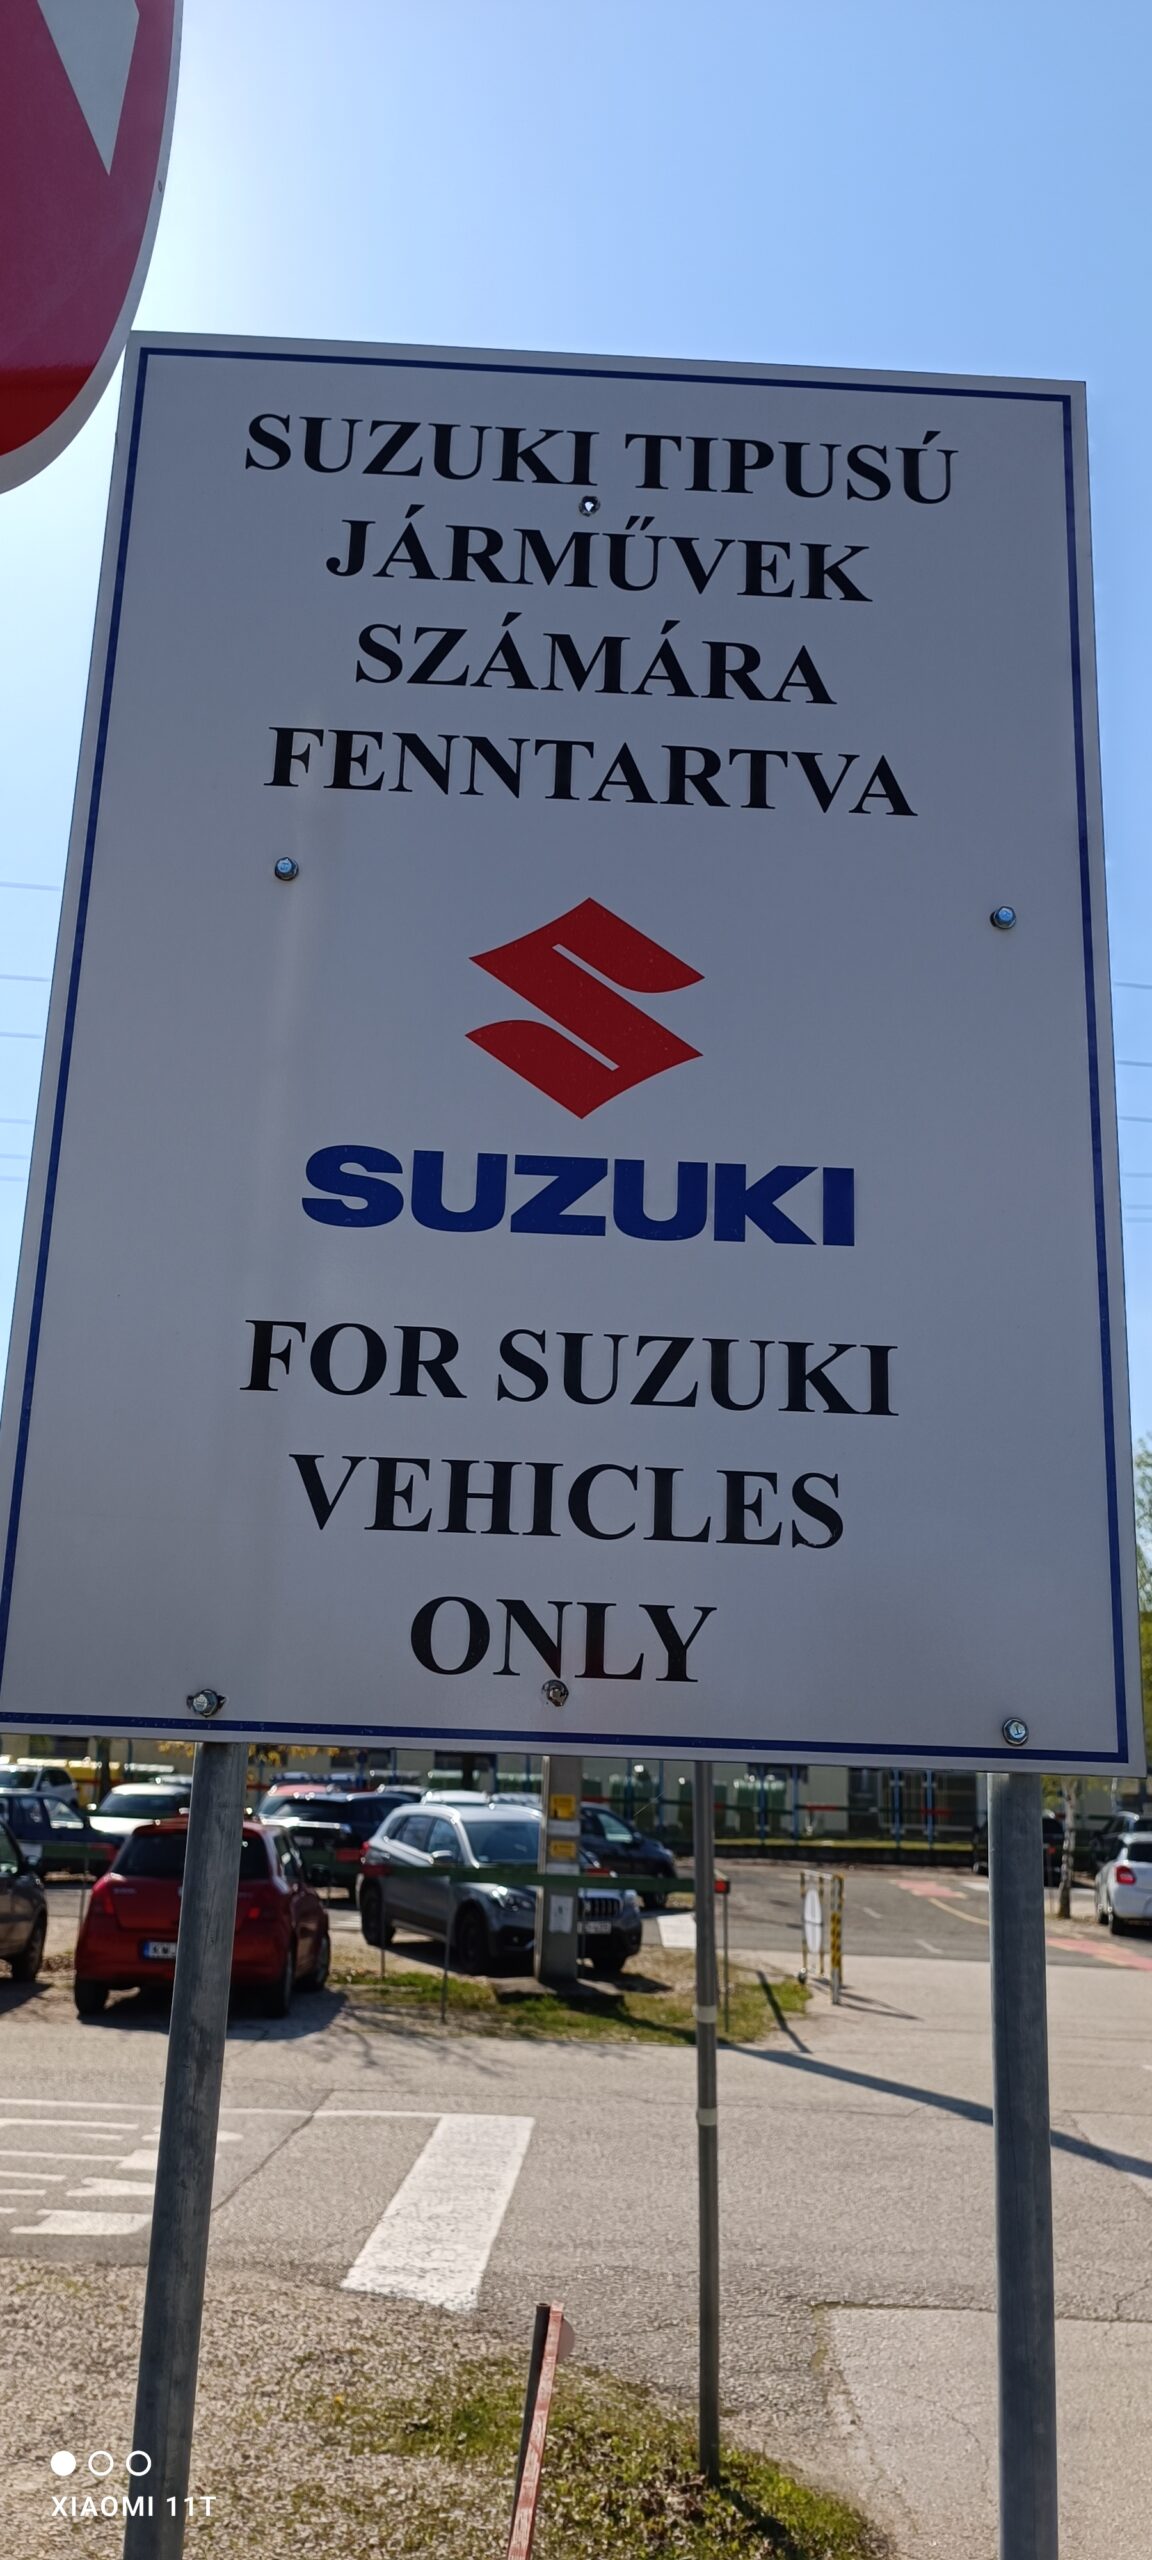 SUZUKI TIPUSÚ
JÁRMŰVEK
SZÁMÁRA
FENNTARTVA
SUZUKI
FOR SUZUKI
VEHICLES
ONLY
XIAOMI 11T